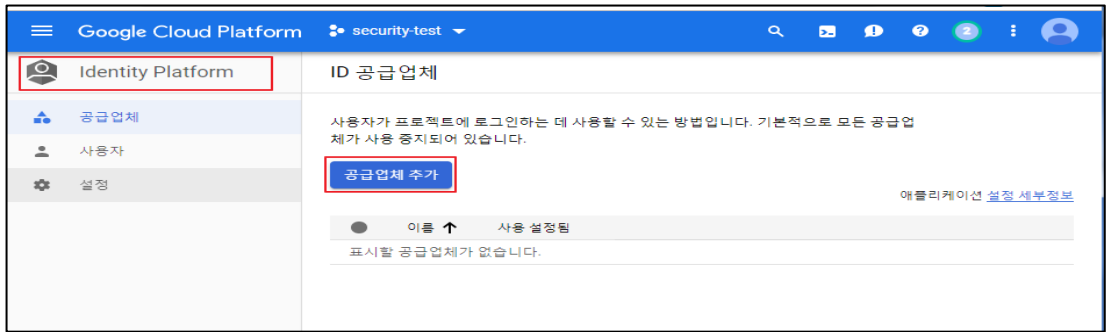 Google Cloud Platform
security-test
2
Identity Platform
ID 공급업체
공급업체
사용자
설정
사용자가 프로젝트에 로그인하는 데 사용할 수 있는 방법입니다. 기본적으로 모든 공급업
체가 사용 중지되어 있습니다.
공급업체 추가
애플리케이션 설정 세부정보
이름 사용 설정됨
표시할 공급업체가 없습니다.